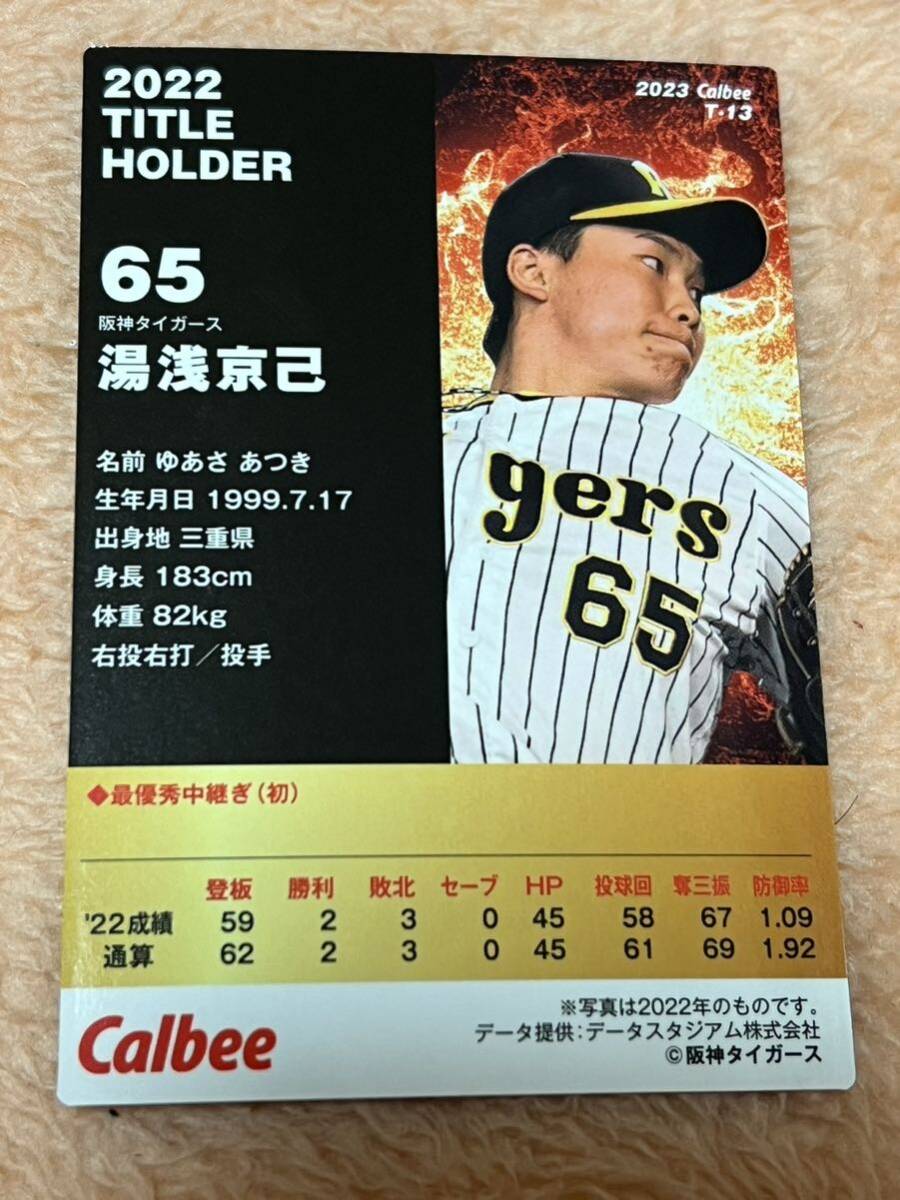 2022
TITLE
HOLDER
2023 Calbee
T・13
65
阪神タイガース
湯浅京己
名前 ゆあさ あつき
生年月日 1999.7.17
出身地 三重県
身長 183cm
体重 82kg
右投右打／投手
Y
gers
65
◆最優秀中継ぎ(初)
登板 勝利 敗北 セーブ HP 投球回 奪三振 防御率
'22成績 59 2 3 0 45 58 67 1.09
通算 62 2 3 0 45 61 69 1.92
Calbee
※写真は2022年のものです。
データ提供：データスタジアム株式会社
©阪神タイガース